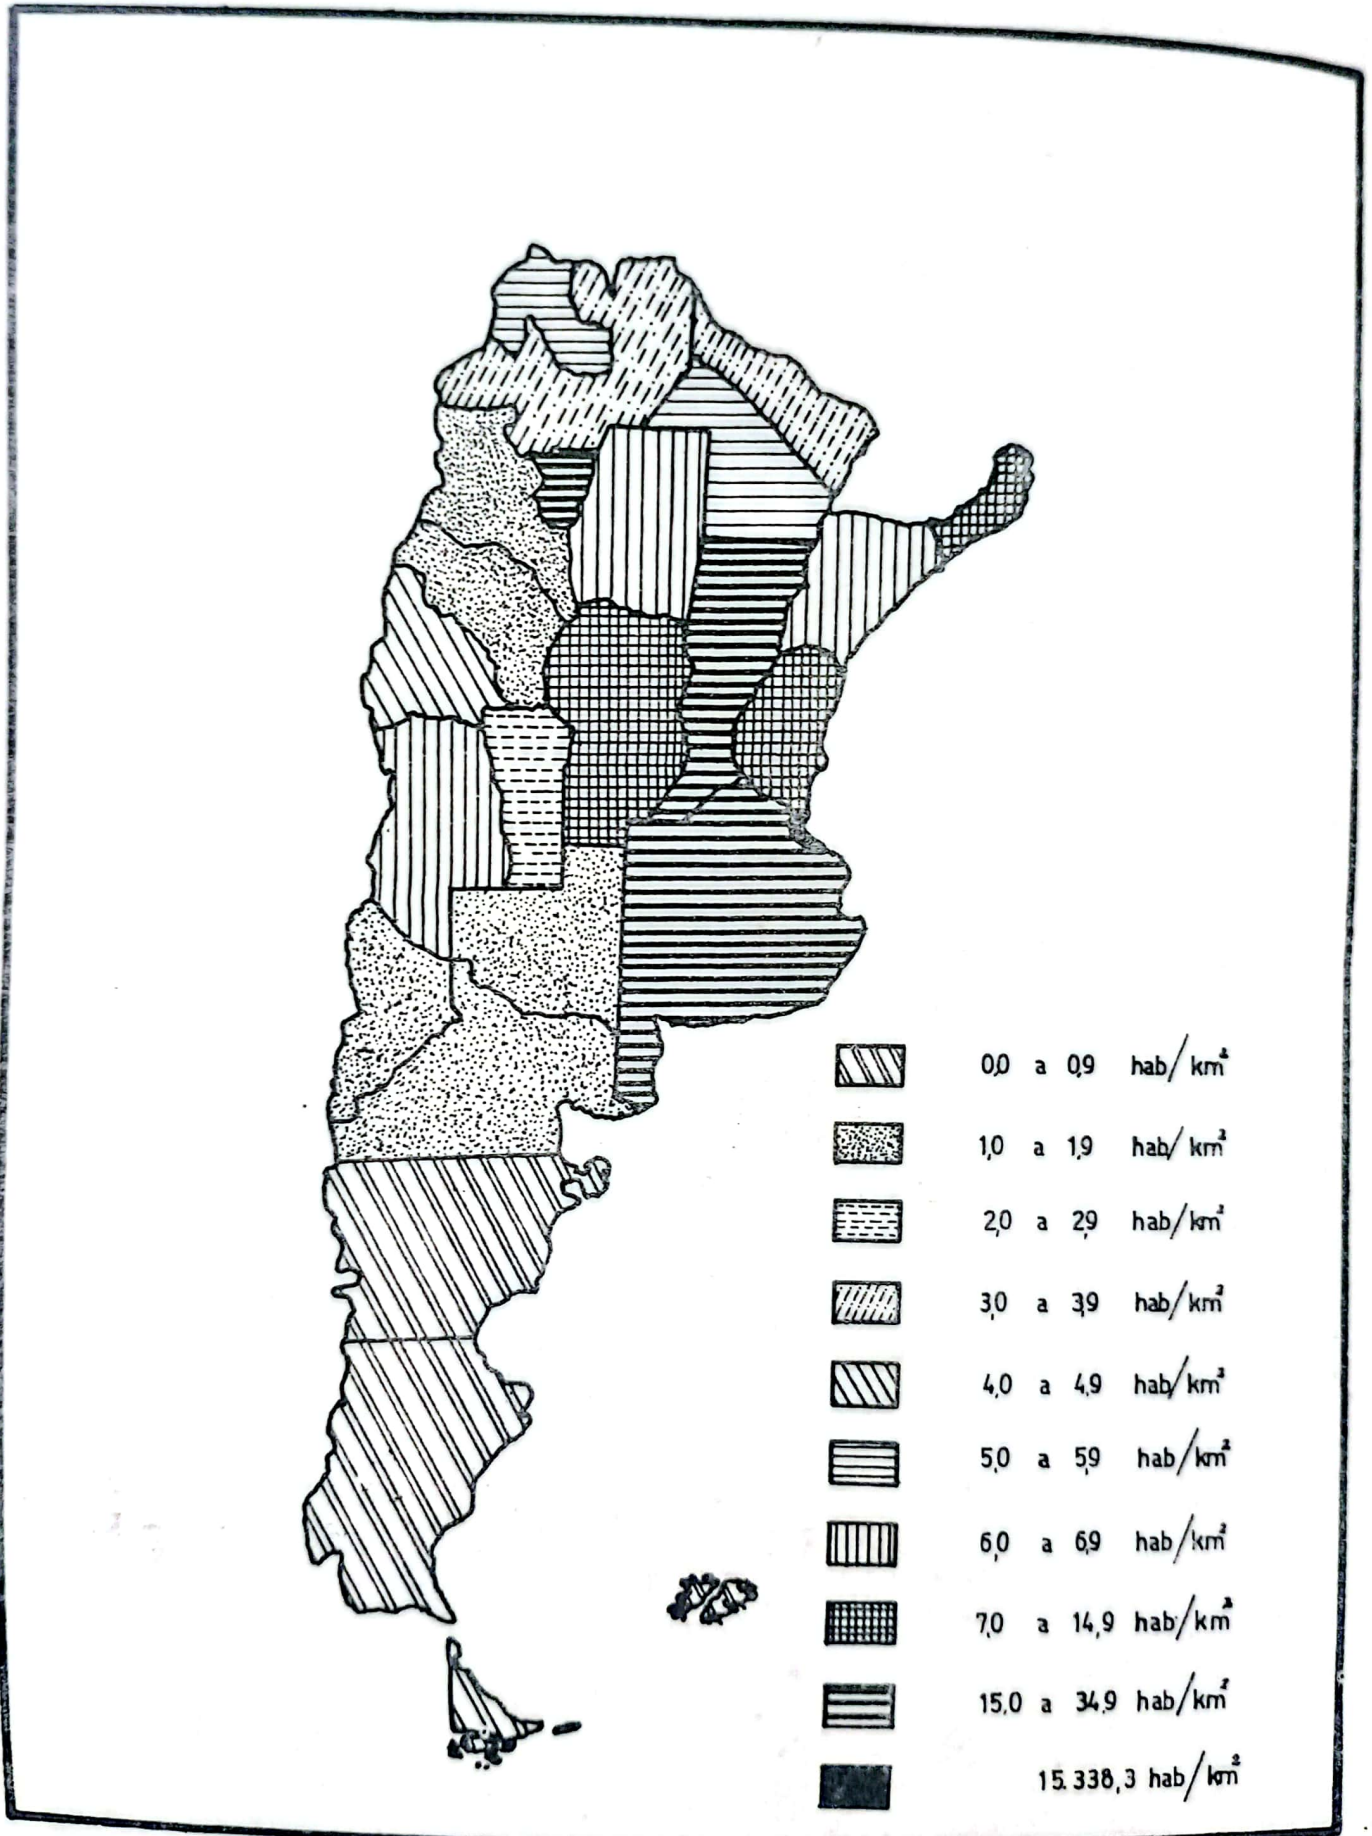 0,0 a 0,9 hab/km²
1,0 a 1,9 hab/km²
2,0 a 2,9 hab/km²
3,0 a 3,9 hab/km²
4,0 a 4,9 hab/km²
5,0 a 5,9 hab/km²
6,0 a 6,9 hab/km²
7,0 a 14,9 hab/km²
15,0 a 34,9 hab/km²
15.338,3 hab/km²